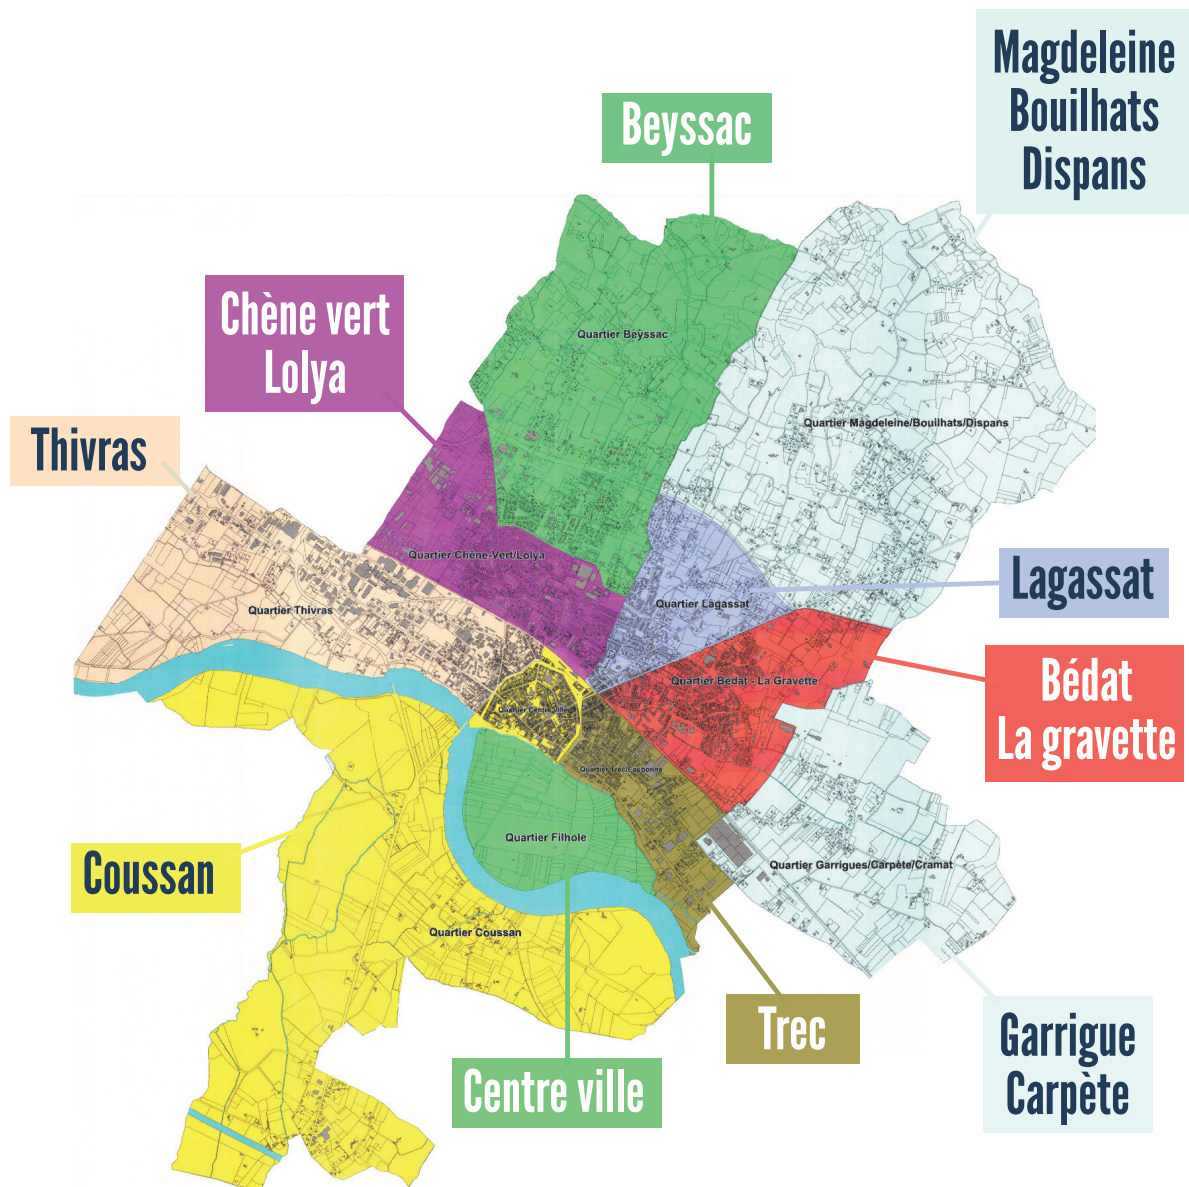 Magdeleine
Bouilhats
Dispans
Beyssac
Chène vert
Lolya
Quartier Beyssac
Thivras
Quartier Magdeleine/Bouilhats/Dispans
Quartier Chêne-Vert/Lolya
Lagassat
Quartier Thivras
Quartier Lagassat
Bédat
La gravette
Quartier Bédat - La Gravette
Quartier Centre Ville
Quartier Trec/Faubonne
Quartier Filhole
Coussan
Quartier Garrigues/Carpète/Cramat
Quartier Coussan
Trec
Garrigue
Carpète
Centre ville